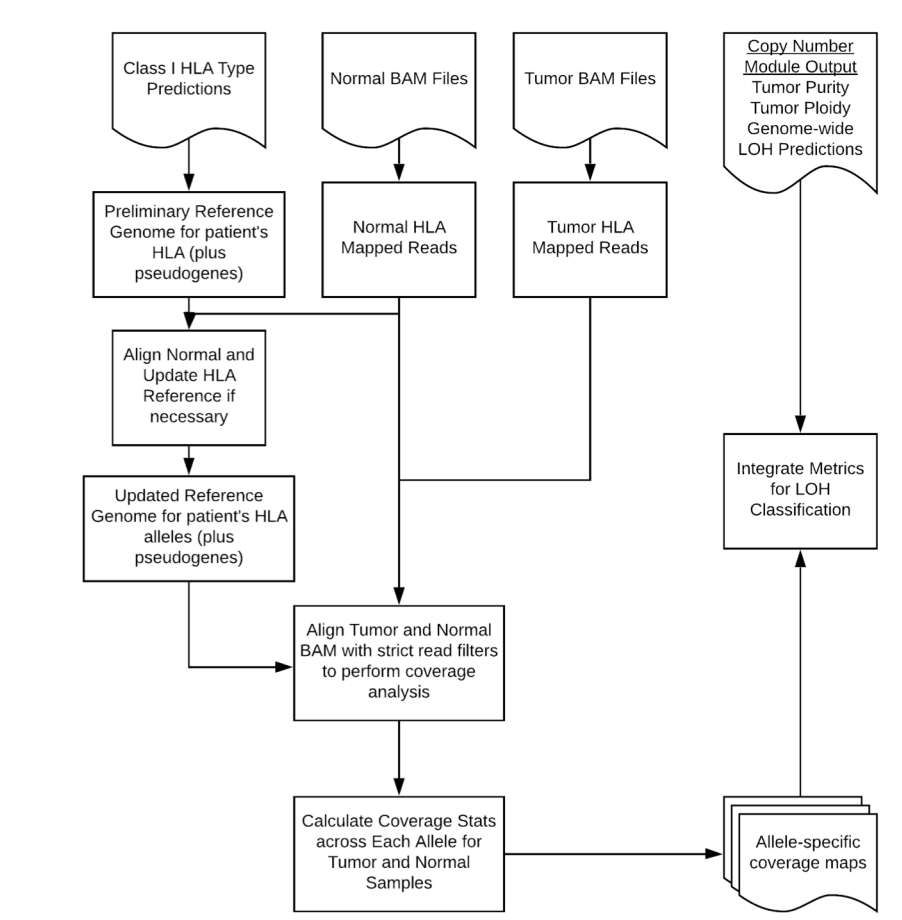 Class I HLA Type
Predictions
Normal BAM Files
Tumor BAM Files
Copy Number
Module Output
Tumor Purity
Tumor Ploidy
Genome-wide
LOH Predictions
Preliminary Reference
Genome for patient's
HLA (plus
pseudogenes)
Normal HLA
Mapped Reads
Tumor HLA
Mapped Reads
Align Normal and
Update HLA
Reference if
necessary
Updated Reference
Genome for patient's HLA
alleles (plus
pseudogenes)
Integrate Metrics
for LOH
Classification
Align Tumor and Normal
BAM with strict read filters
to perform coverage
analysis
Calculate Coverage Stats
across Each Allele for
Tumor and Normal
Samples
Allele-specific
coverage maps